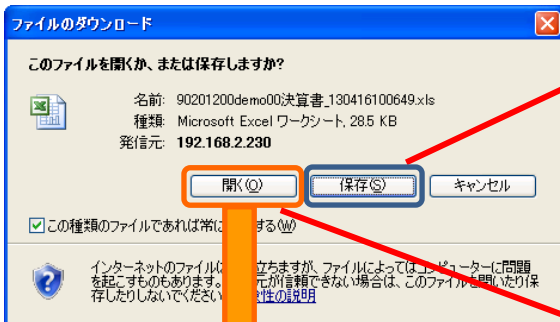 ファイルのダウンロード
このファイルを開くか、または保存しますか?
名前: 90201200demo00決算書_130416100649.xls
種類: Microsoft Excel ワークシート, 28.5 KB
発信元: 192.168.2.230
開く(O) 保存(S) キャンセル
この種類のファイルであれば常に する(W)
インターネットのファイルは 立ちますが、ファイルによってはコンピューターに問題
を起こすものもあります。 元が信頼できない場合は、このファイルを開いたり保
存したりしないでください 性の説明